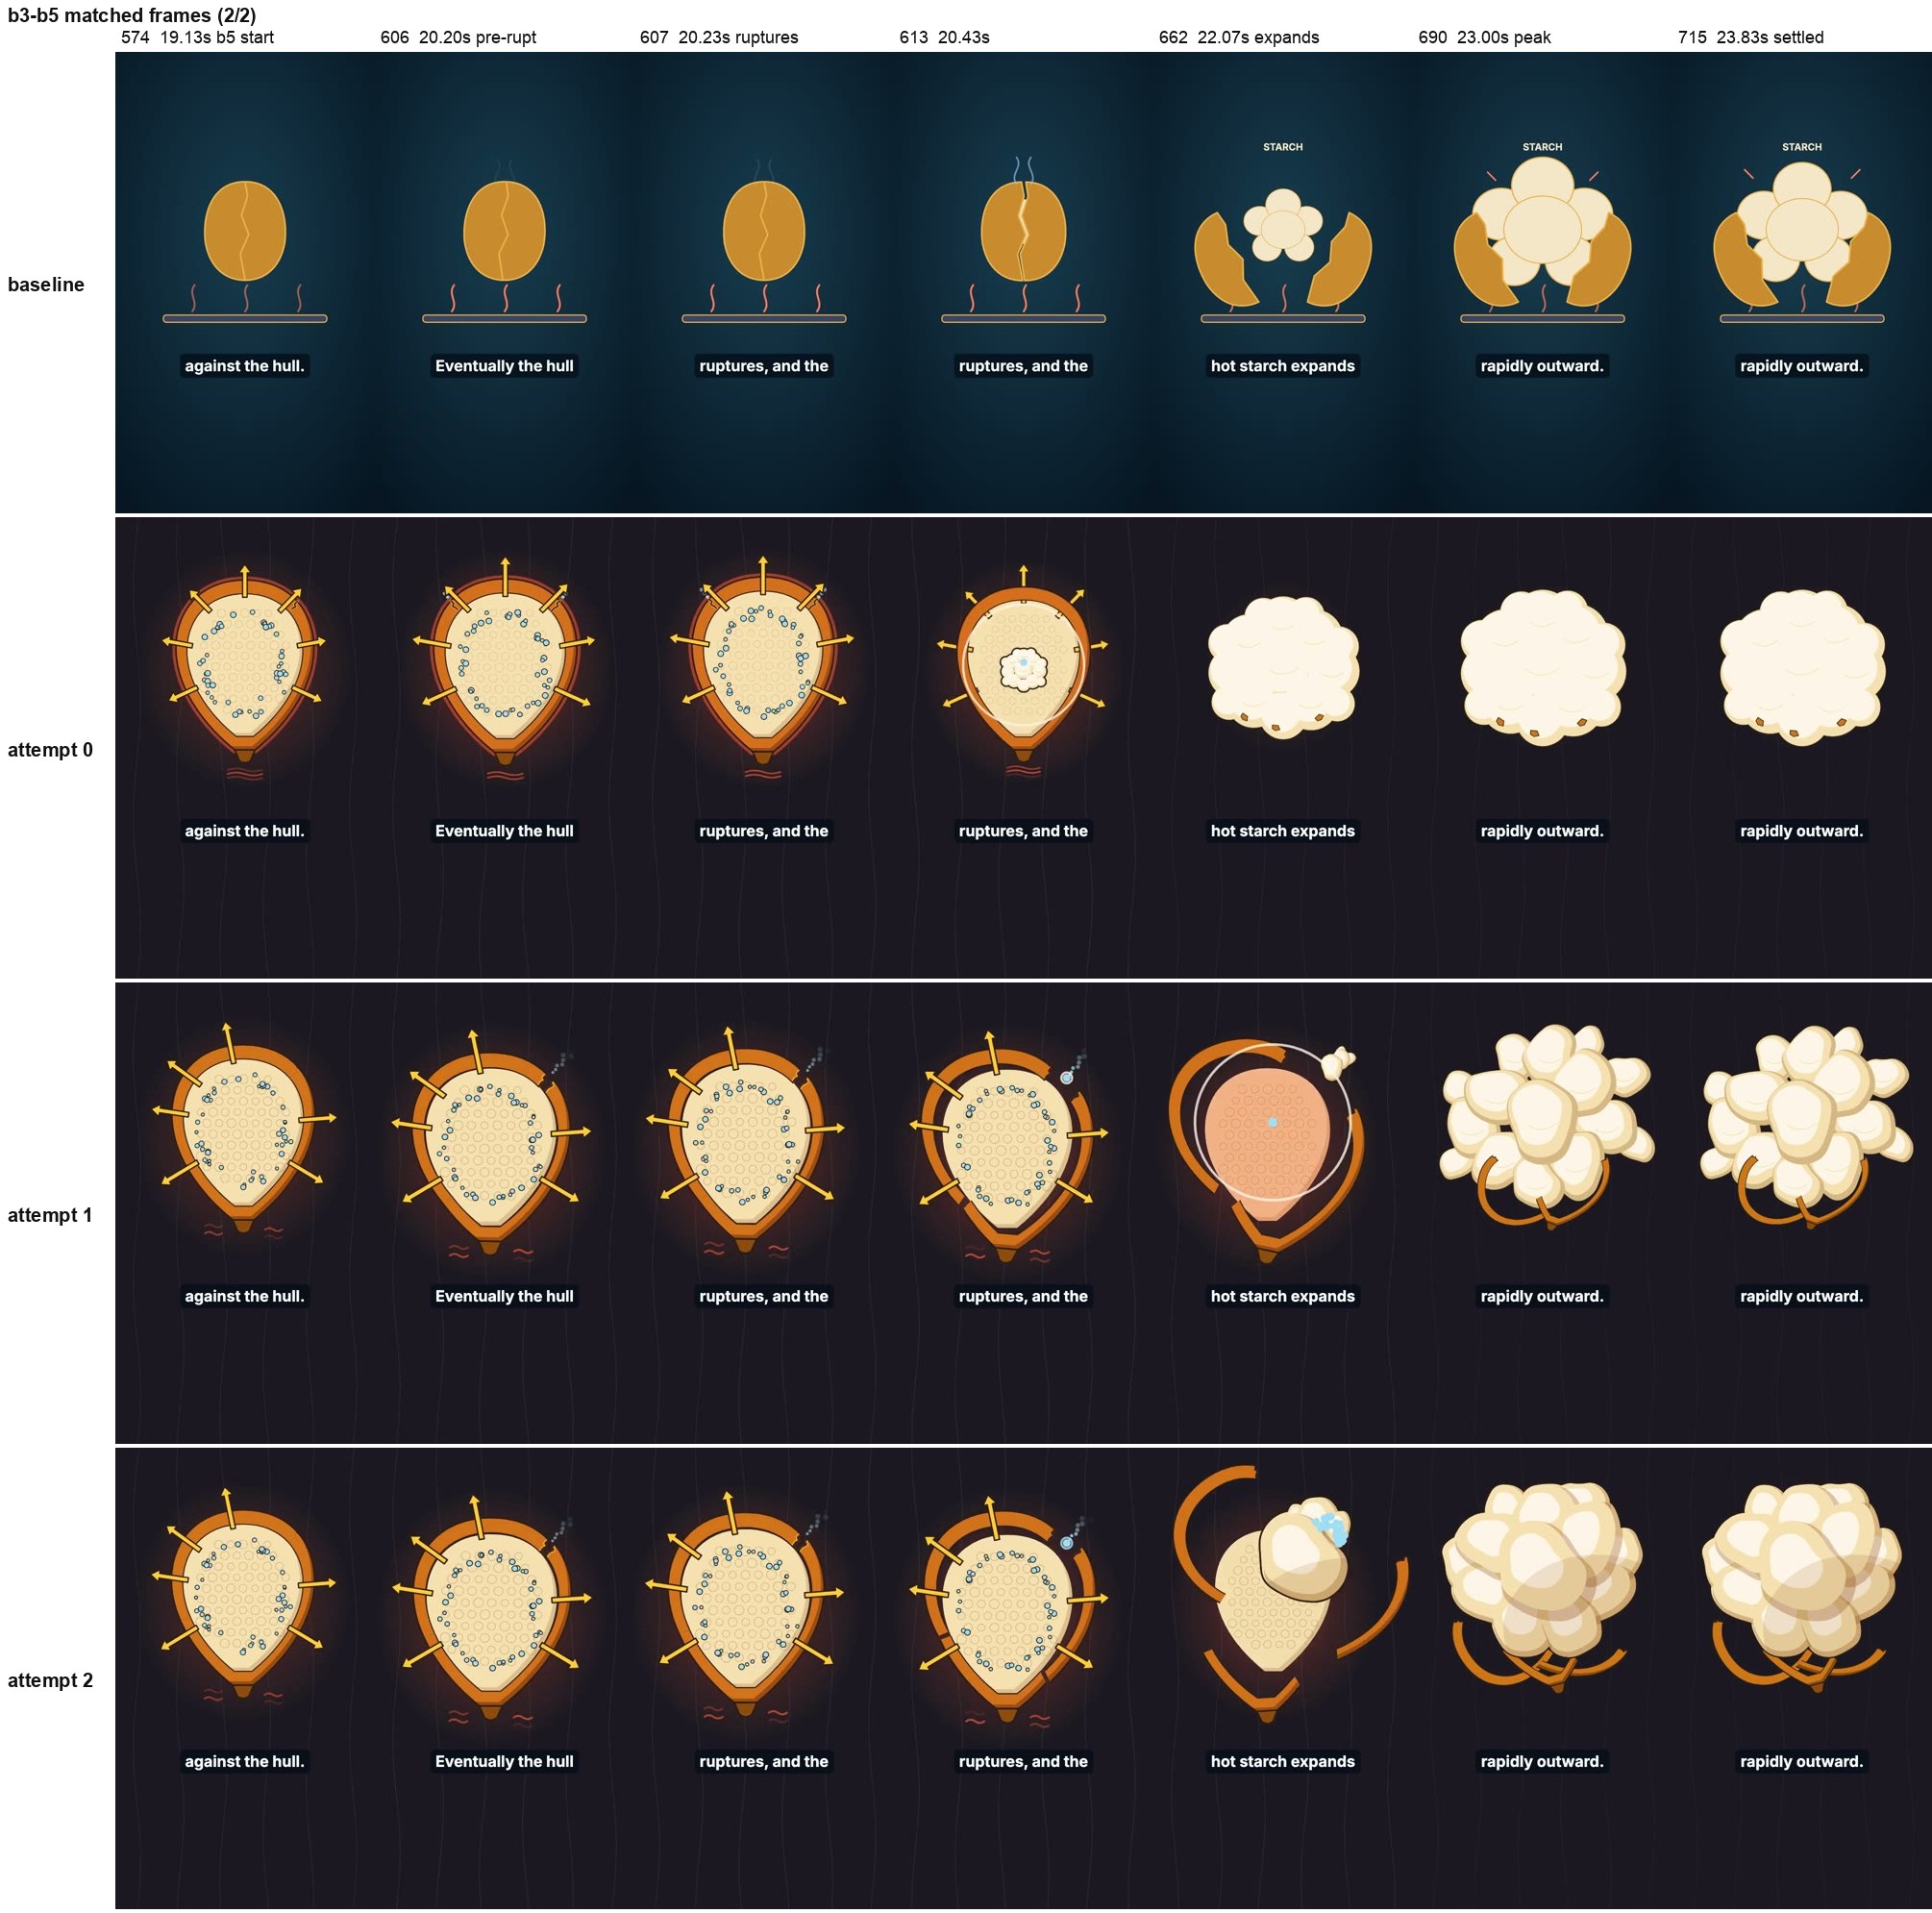 b3-b5 matched frames (2/2)
574 19.13s b5 start
606 20.20s pre-rupt
607 20.23s ruptures
613 20.43s
662 22.07s expands
690 23.00s peak
715 23.83s settled
STARCH
STARCH
STARCH
baseline
against the hull.
Eventually the hull
ruptures, and the
ruptures, and the
hot starch expands
rapidly outward.
rapidly outward.
attempt 0
against the hull.
Eventually the hull
ruptures, and the
ruptures, and the
hot starch expands
rapidly outward.
rapidly outward.
attempt 1
against the hull.
Eventually the hull
ruptures, and the
ruptures, and the
hot starch expands
rapidly outward.
rapidly outward.
attempt 2
against the hull.
Eventually the hull
ruptures, and the
ruptures, and the
hot starch expands
rapidly outward.
rapidly outward.